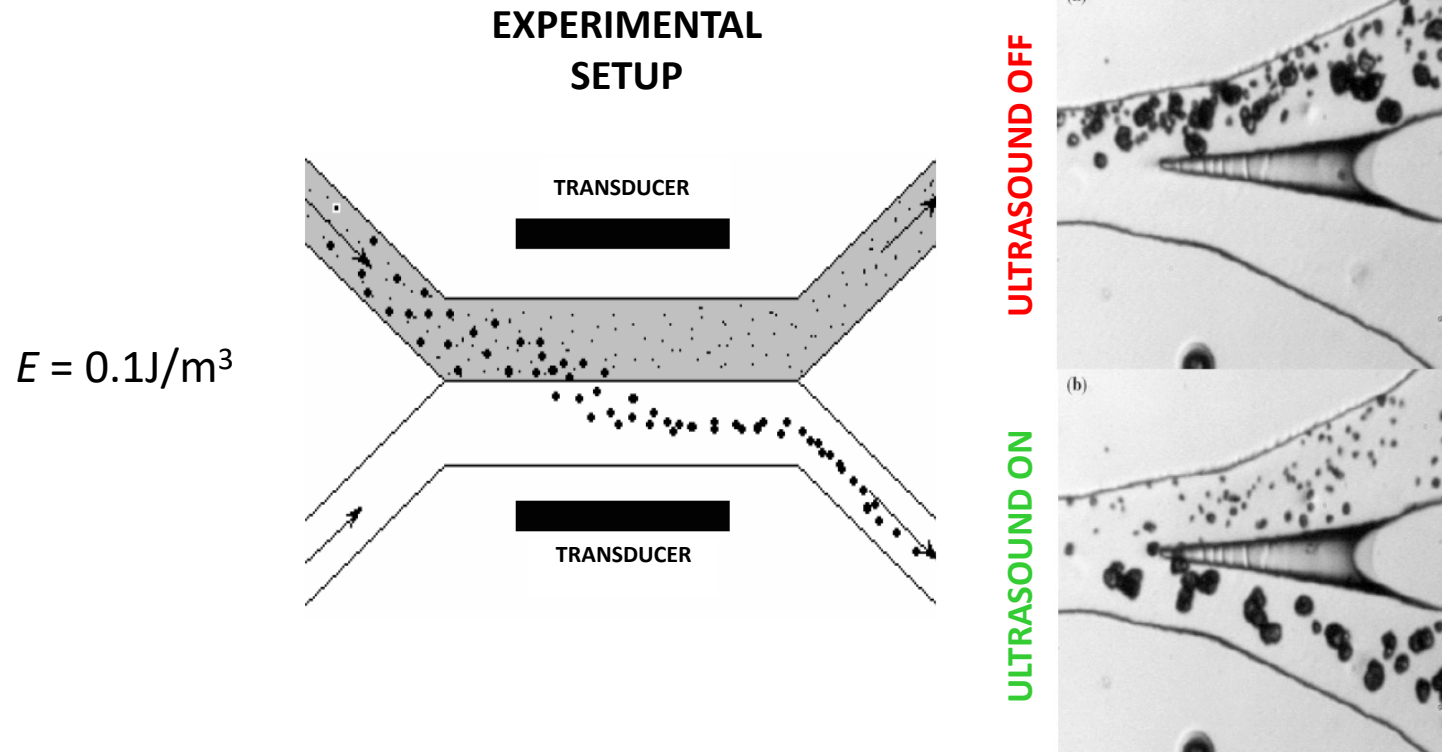 EXPERIMENTAL
SETUP
TRANSDUCER
E = 0.1J/m³
TRANSDUCER
ULTRASOUND OFF
ULTRASOUND ON
(b)